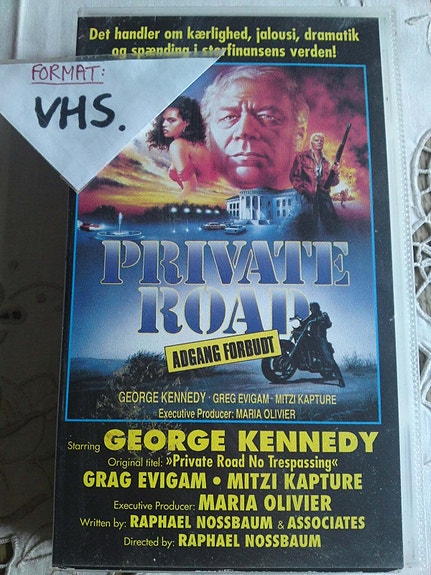 Det handler om kærlighed, jalousi, dramatik
og spænding i storfinansens verden!
FORMAT:
VHS.
PRIVATE
ROAD
ADGANG FORBUDT
GEORGE KENNEDY · GREG EVIGAM · MITZI KAPTURE
Executive Producer: MARIA OLIVIER
Starring GEORGE KENNEDY
Original titel: »Private Road No Trespassing«
GRAG EVIGAM • MITZI KAPTURE
Executive Producer: MARIA OLIVIER
Written by: RAPHAEL NOSSBAUM & ASSOCIATES
Directed by: RAPHAEL NOSSBAUM